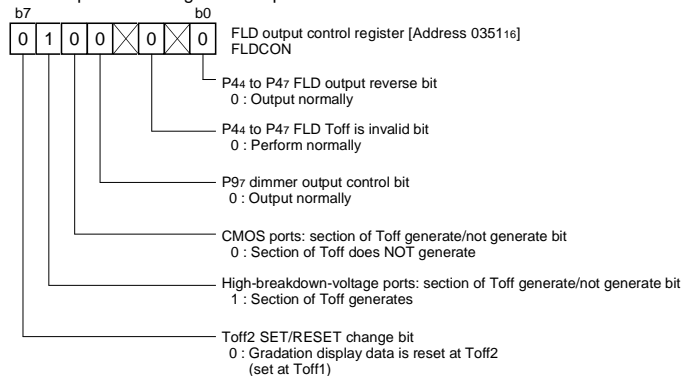 b7 b0
0 1 0 0 0 0
FLD output control register [Address 035116]
FLDCON
P44 to P47 FLD output reverse bit
0 : Output normally
P44 to P47 FLD Toff is invalid bit
0 : Perform normally
P97 dimmer output control bit
0 : Output normally
CMOS ports: section of Toff generate/not generate bit
0 : Section of Toff does NOT generate
High-breakdown-voltage ports: section of Toff generate/not generate bit
1 : Section of Toff generates
Toff2 SET/RESET change bit
0 : Gradation display data is reset at Toff2
(set at Toff1)